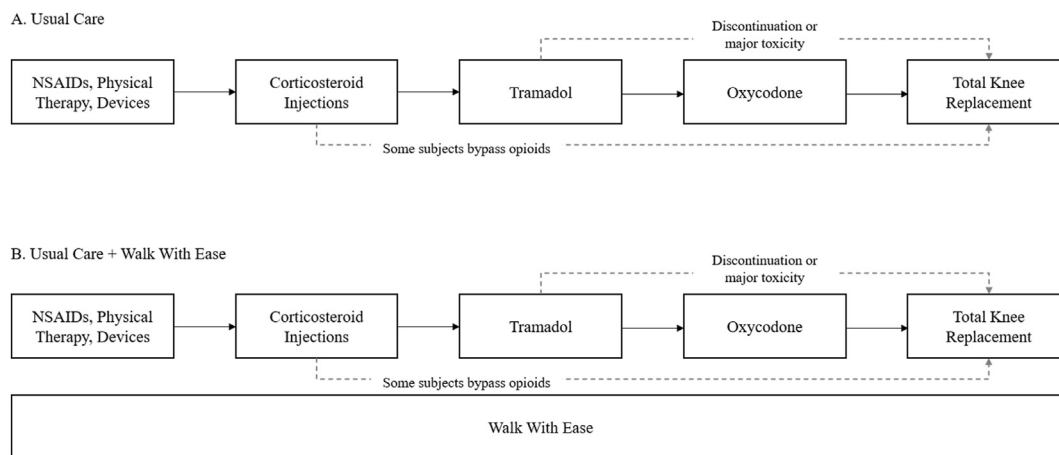 A. Usual Care
Discontinuation or
major toxicity
NSAIDs, Physical
Therapy, Devices
Corticosteroid
Injections
Tramadol
Oxycodone
Total Knee
Replacement
Some subjects bypass opioids
B. Usual Care + Walk With Ease
Discontinuation or
major toxicity
NSAIDs, Physical
Therapy, Devices
Corticosteroid
Injections
Tramadol
Oxycodone
Total Knee
Replacement
Some subjects bypass opioids
Walk With Ease